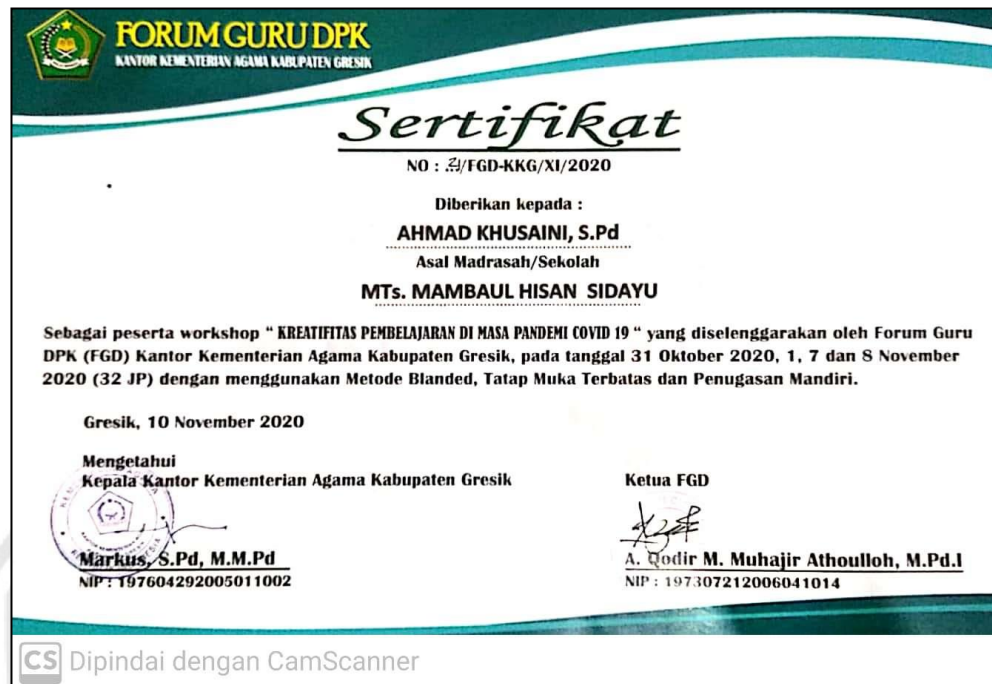 FORUM GURU DPK
KANTOR KEMENTERIAN AGAMA KABUPATEN GRESIK
Sertifikat
NO : 21/FGD-KKG/XI/2020
Diberikan kepada :
AHMAD KHUSAINI, S.Pd
Asal Madrasah/Sekolah
MTs. MAMBAUL HISAN SIDAYU
Sebagai peserta workshop “ KREATIFITAS PEMBELAJARAN DI MASA PANDEMI COVID 19 “ yang diselenggarakan oleh Forum Guru
DPK (FGD) Kantor Kementerian Agama Kabupaten Gresik, pada tanggal 31 Oktober 2020, 1, 7 dan 8 November
2020 (32 JP) dengan menggunakan Metode Blanded, Tatap Muka Terbatas dan Penugasan Mandiri.
Gresik, 10 November 2020
Mengetahui
Kepala Kantor Kementerian Agama Kabupaten Gresik
Ketua FGD
Markus, S.Pd, M.M.Pd
A. Qodir M. Muhajir Athoulloh, M.Pd.I
NIP : 197604292005011002
NIP : 197307212006041014
CS Dipindai dengan CamScanner